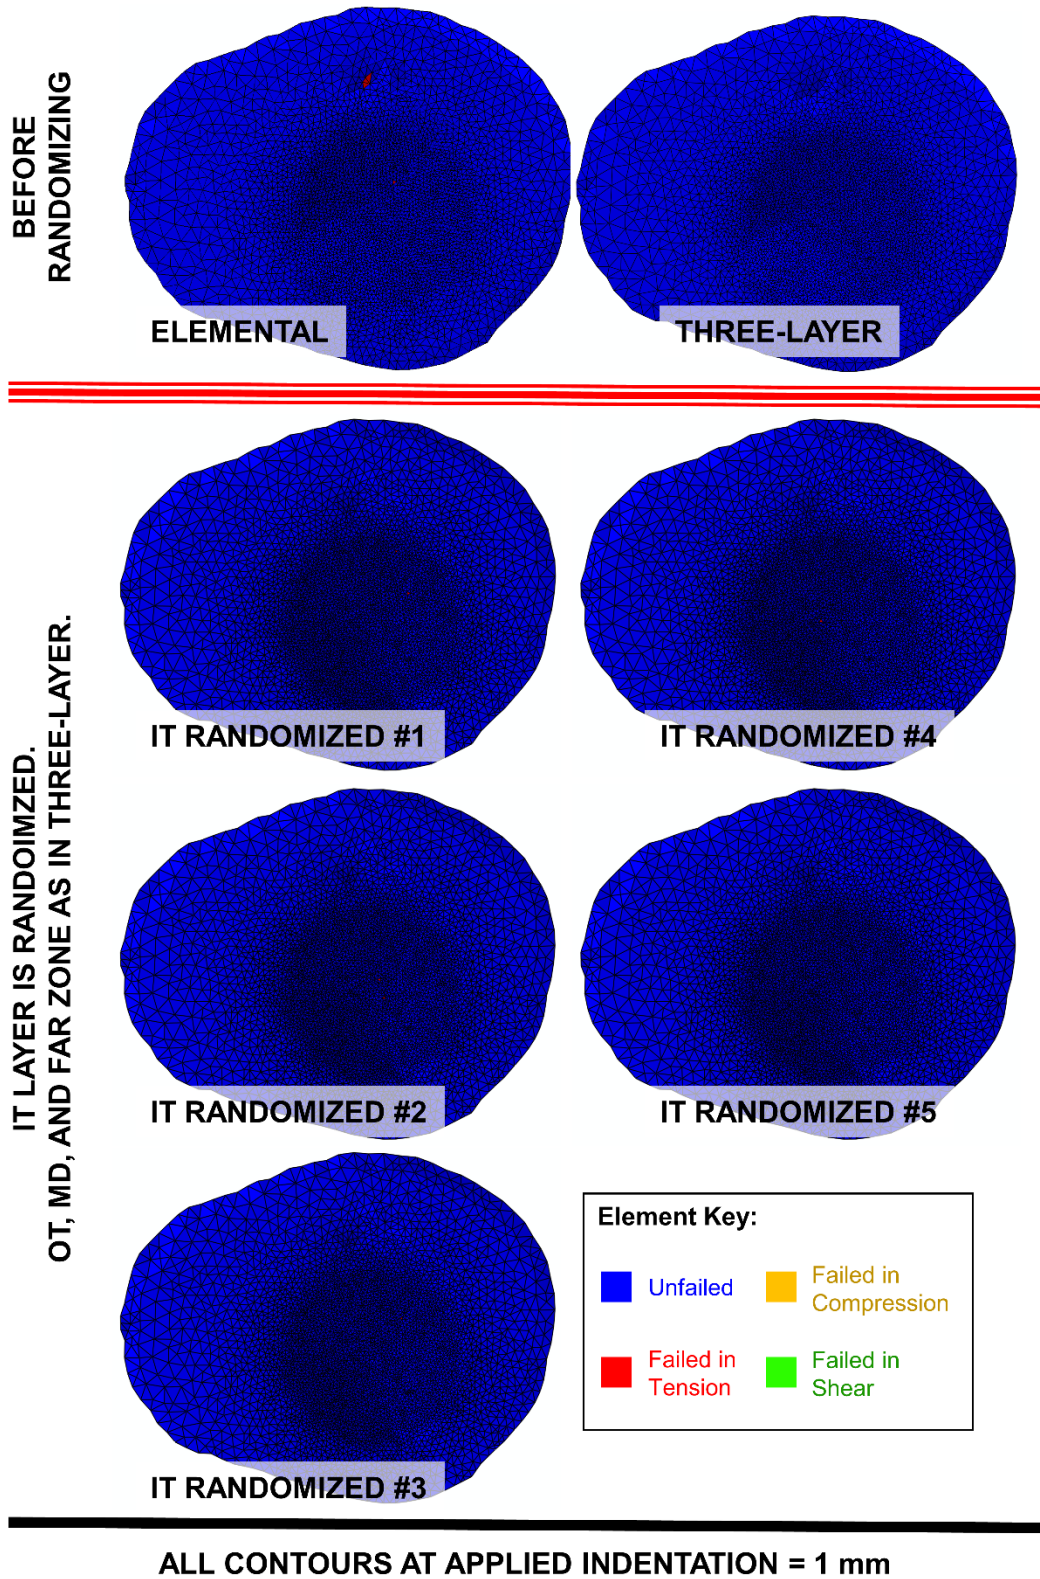 BEFORE
RANDOMIZING
ELEMENTAL
THREE-LAYER
IT LAYER IS RANDOIMZED.
OT, MD, AND FAR ZONE AS IN THREE-LAYER.
IT RANDOMIZED #1
IT RANDOMIZED #4
IT RANDOMIZED #2
IT RANDOMIZED #5
IT RANDOMIZED #3
Element Key:
Unfailed
Failed in
Compression
Failed in
Tension
Failed in
Shear
ALL CONTOURS AT APPLIED INDENTATION = 1 mm